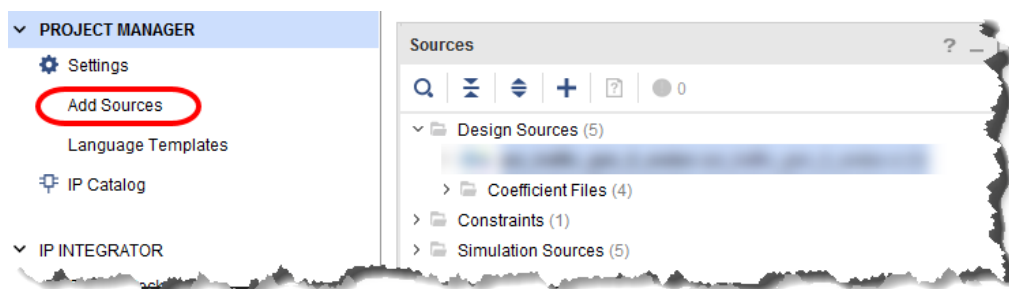 PROJECT MANAGER
Settings
Add Sources
Language Templates
IP Catalog
IP INTEGRATOR
Sources
? _
0
Design Sources (5)
Coefficient Files (4)
Constraints (1)
Simulation Sources (5)